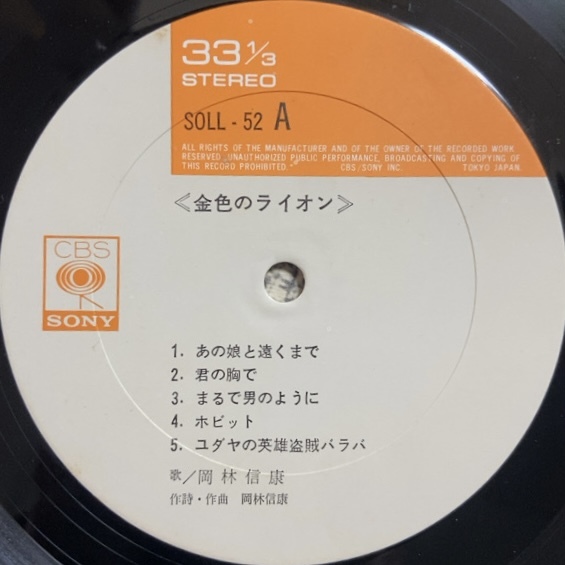 33 1/3
STEREO
SOLL - 52 A
ALL RIGHTS OF THE MANUFACTURER AND OF THE OWNER OF THE RECORDED WORK
RESERVED. UNAUTHORIZED PUBLIC PERFORMANCE, BROADCASTING AND COPYING OF
THIS RECORD PROHIBITED. CBS/SONY INC. TOKYO JAPAN.
≪金色のライオン≫
CBS
SONY
1. あの娘と遠くまで
2. 君の胸で
3. まるで男のように
4. ホビット
5. ユダヤの英雄盗賊バラバ
歌／岡林信康
作詩・作曲 岡林信康